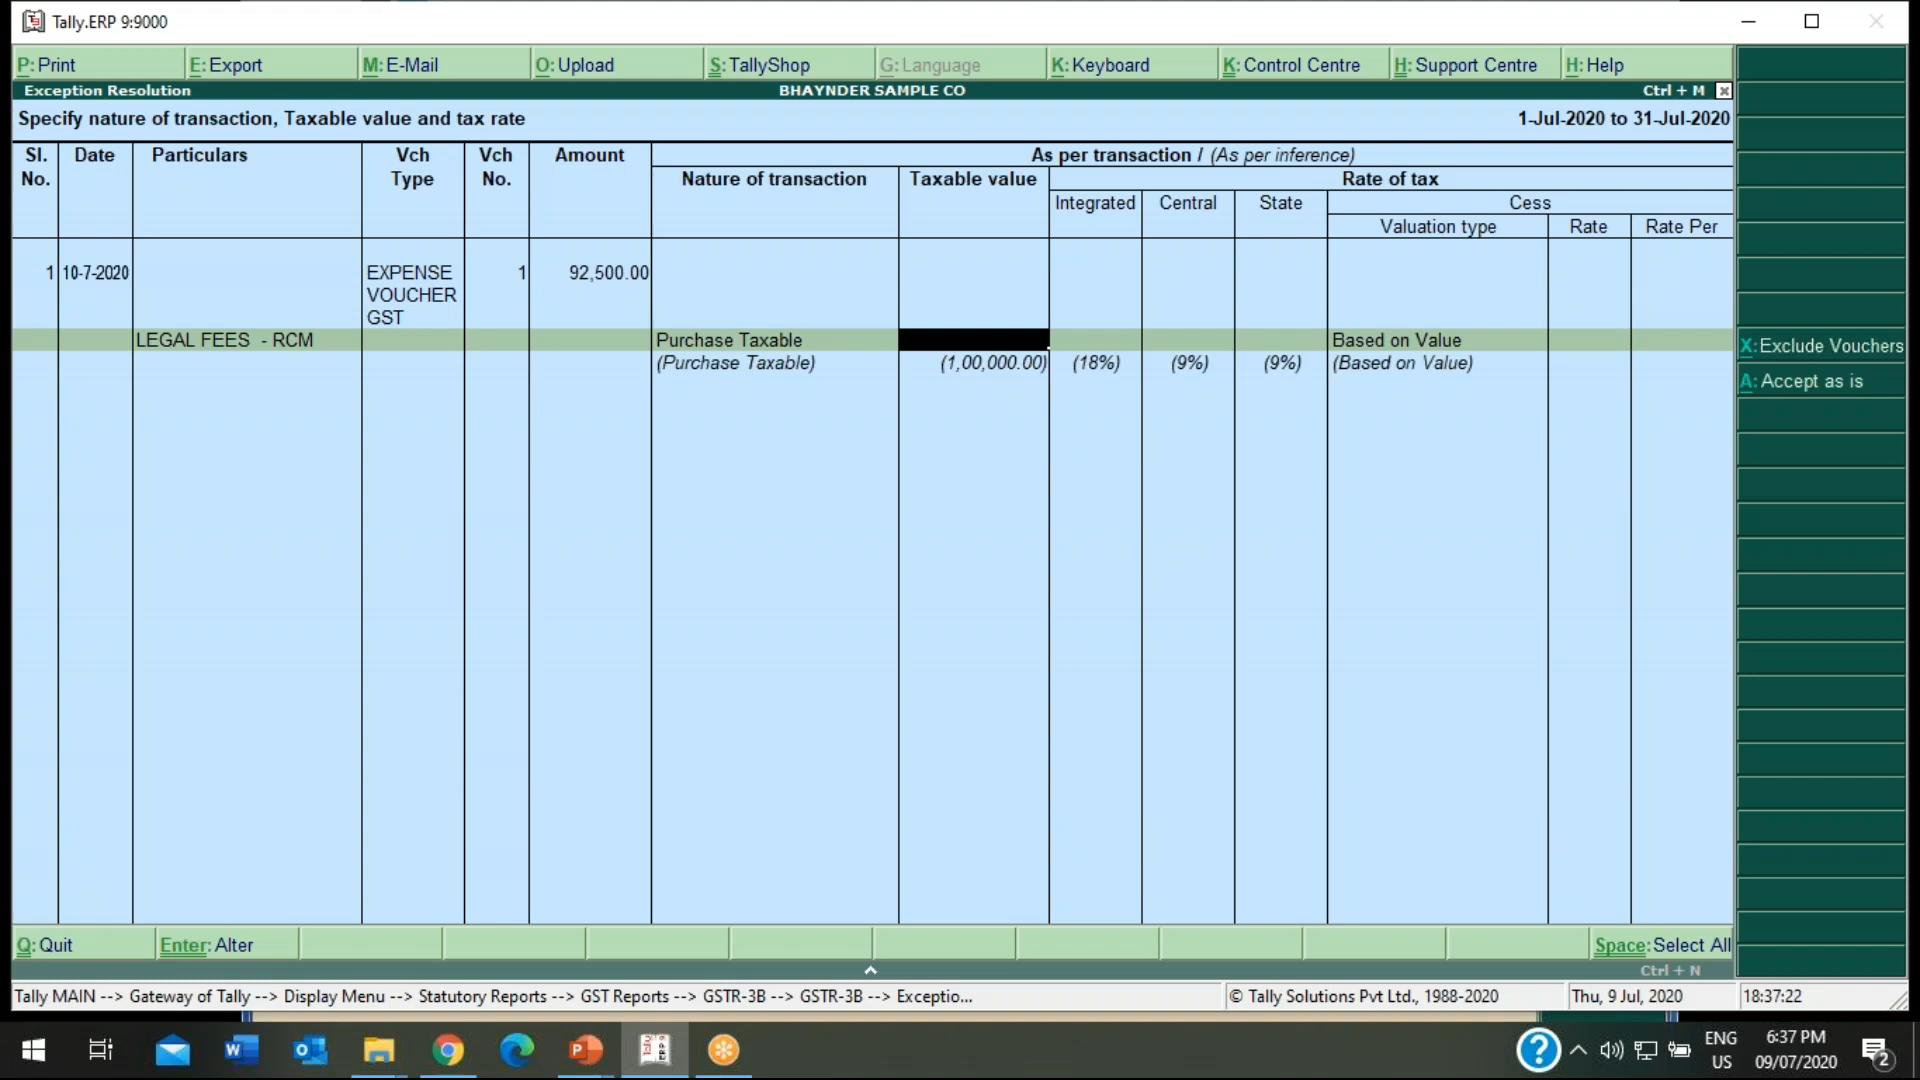 Tally.ERP 9:9000
P: Print E: Export M: E-Mail O: Upload S: TallyShop G: Language K: Keyboard K: Control Centre H: Support Centre H: Help
Exception Resolution BHAYNDER SAMPLE CO Ctrl + M
Specify nature of transaction, Taxable value and tax rate 1-Jul-2020 to 31-Jul-2020
Sl. Date Particulars Vch Vch Amount As per transaction / (As per inference)
No. Type No. Nature of transaction Taxable value Rate of tax
Integrated Central State Cess
Valuation type Rate Rate Per
1 10-7-2020 EXPENSE 1 92,500.00
VOUCHER
GST
LEGAL FEES - RCM Purchase Taxable Based on Value
(Purchase Taxable) (1,00,000.00) (18%) (9%) (9%) (Based on Value)
X: Exclude Vouchers
A: Accept as is
Q: Quit Enter: Alter Space: Select All
Ctrl + N
Tally MAIN --> Gateway of Tally --> Display Menu --> Statutory Reports --> GST Reports --> GSTR-3B --> GSTR-3B --> Exceptio... © Tally Solutions Pvt Ltd., 1988-2020 Thu, 9 Jul, 2020 18:37:22
ENG 6:37 PM
US 09/07/2020 2